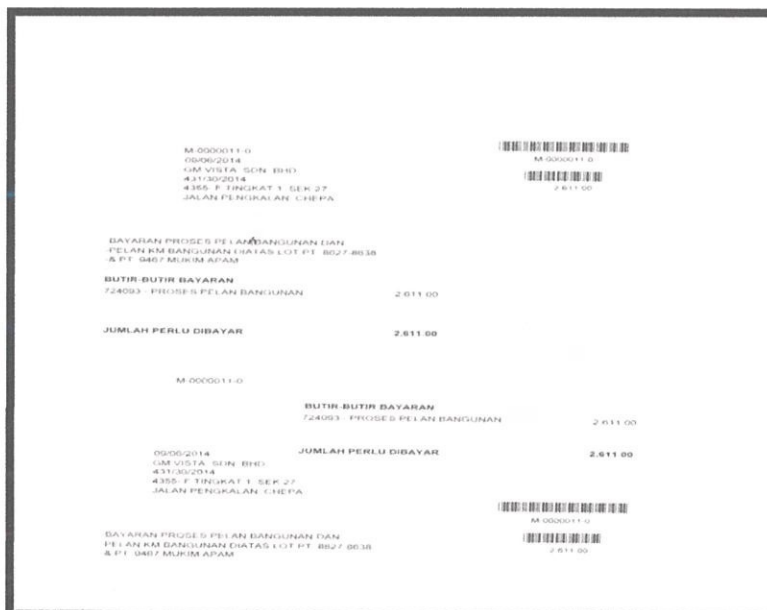 M-0000011-0
09/06/2014
GM VISTA SDN. BHD.
431/30/2014
4355- F TINGKAT 1 SEK 27
JALAN PENGKALAN CHEPA
M-0000011-0
2,611.00
BAYARAN PROSES PELAN BANGUNAN DAN
PELAN KM BANGUNAN DIATAS LOT PT. 8627-8638
& PT. 9467 MUKIM APAM
BUTIR-BUTIR BAYARAN
724093 - PROSES PELAN BANGUNAN 2,611.00
JUMLAH PERLU DIBAYAR 2,611.00
M-0000011-0
BUTIR-BUTIR BAYARAN
724093 - PROSES PELAN BANGUNAN 2,611.00
JUMLAH PERLU DIBAYAR 2,611.00
09/06/2014
GM VISTA SDN. BHD.
431/30/2014
4355- F TINGKAT 1 SEK 27
JALAN PENGKALAN CHEPA
M-0000011-0
2,611.00
BAYARAN PROSES PELAN BANGUNAN DAN
PELAN KM BANGUNAN DIATAS LOT PT. 8627-8638
& PT. 9467 MUKIM APAM